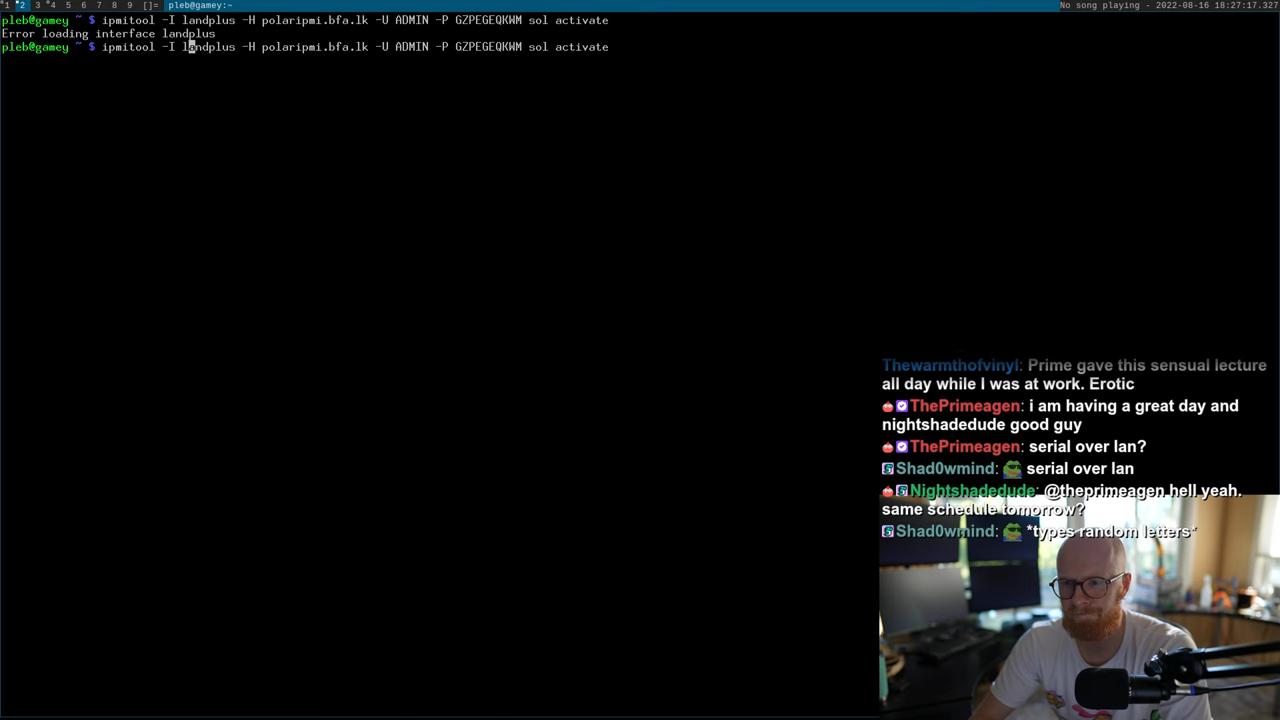 1 2 3 4 5 6 7 8 9 []= pleb@gamey:~ No song playing - 2022-08-16 18:27:17.327
pleb@gamey ~ $ ipmitool -I landplus -H polaripmi.bfa.lk -U ADMIN -P GZPEGEQKWM sol activate
Error loading interface landplus
pleb@gamey ~ $ ipmitool -I landplus -H polaripmi.bfa.lk -U ADMIN -P GZPEGEQKWM sol activate
Thewarmthofvinyl: Prime gave this sensual lecture
all day while I was at work. Erotic
ThePrimeagen: i am having a great day and
nightshadedude good guy
ThePrimeagen: serial over lan?
Shad0wmind: serial over lan
Nightshadedude: @theprimeagen hell yeah.
same schedule tomorrow?
Shad0wmind: *types random letters*